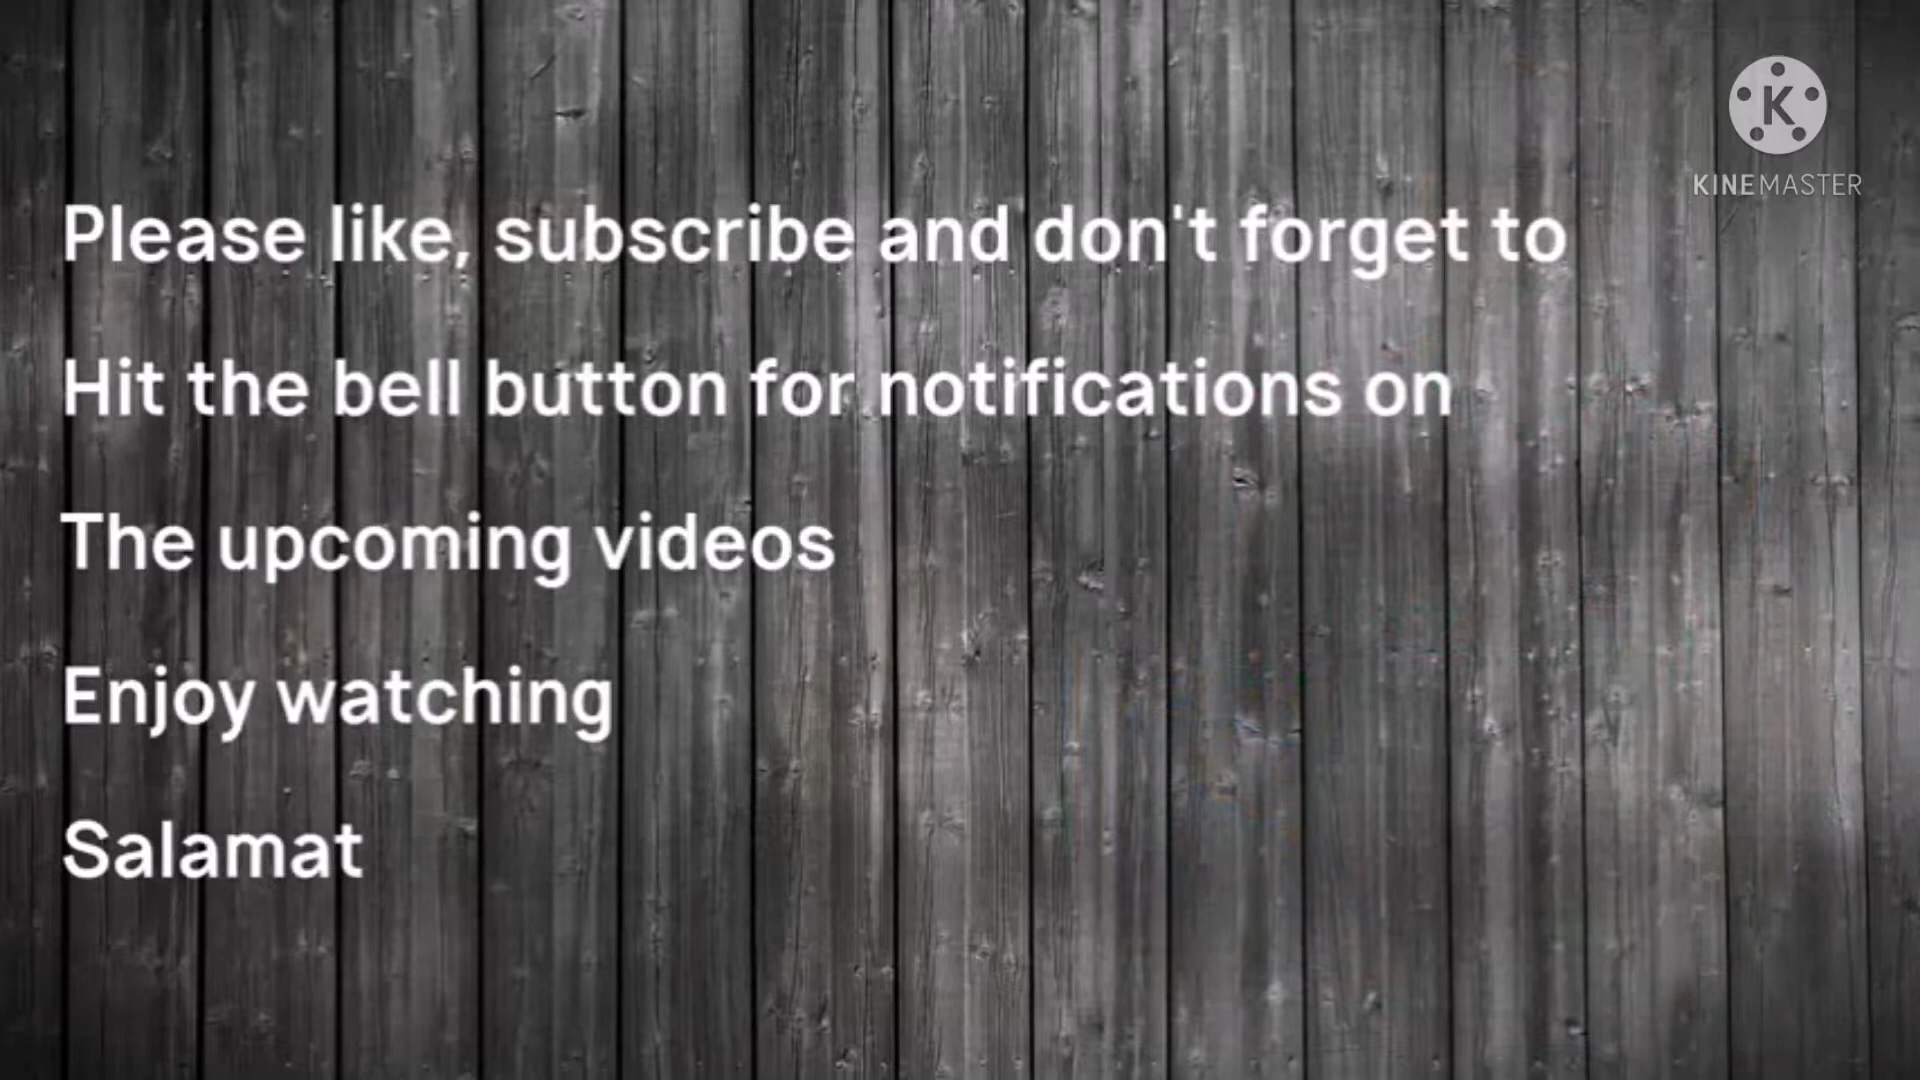 K
KINEMASTER
Please like, subscribe and don't forget to
Hit the bell button for notifications on
The upcoming videos
Enjoy watching
Salamat